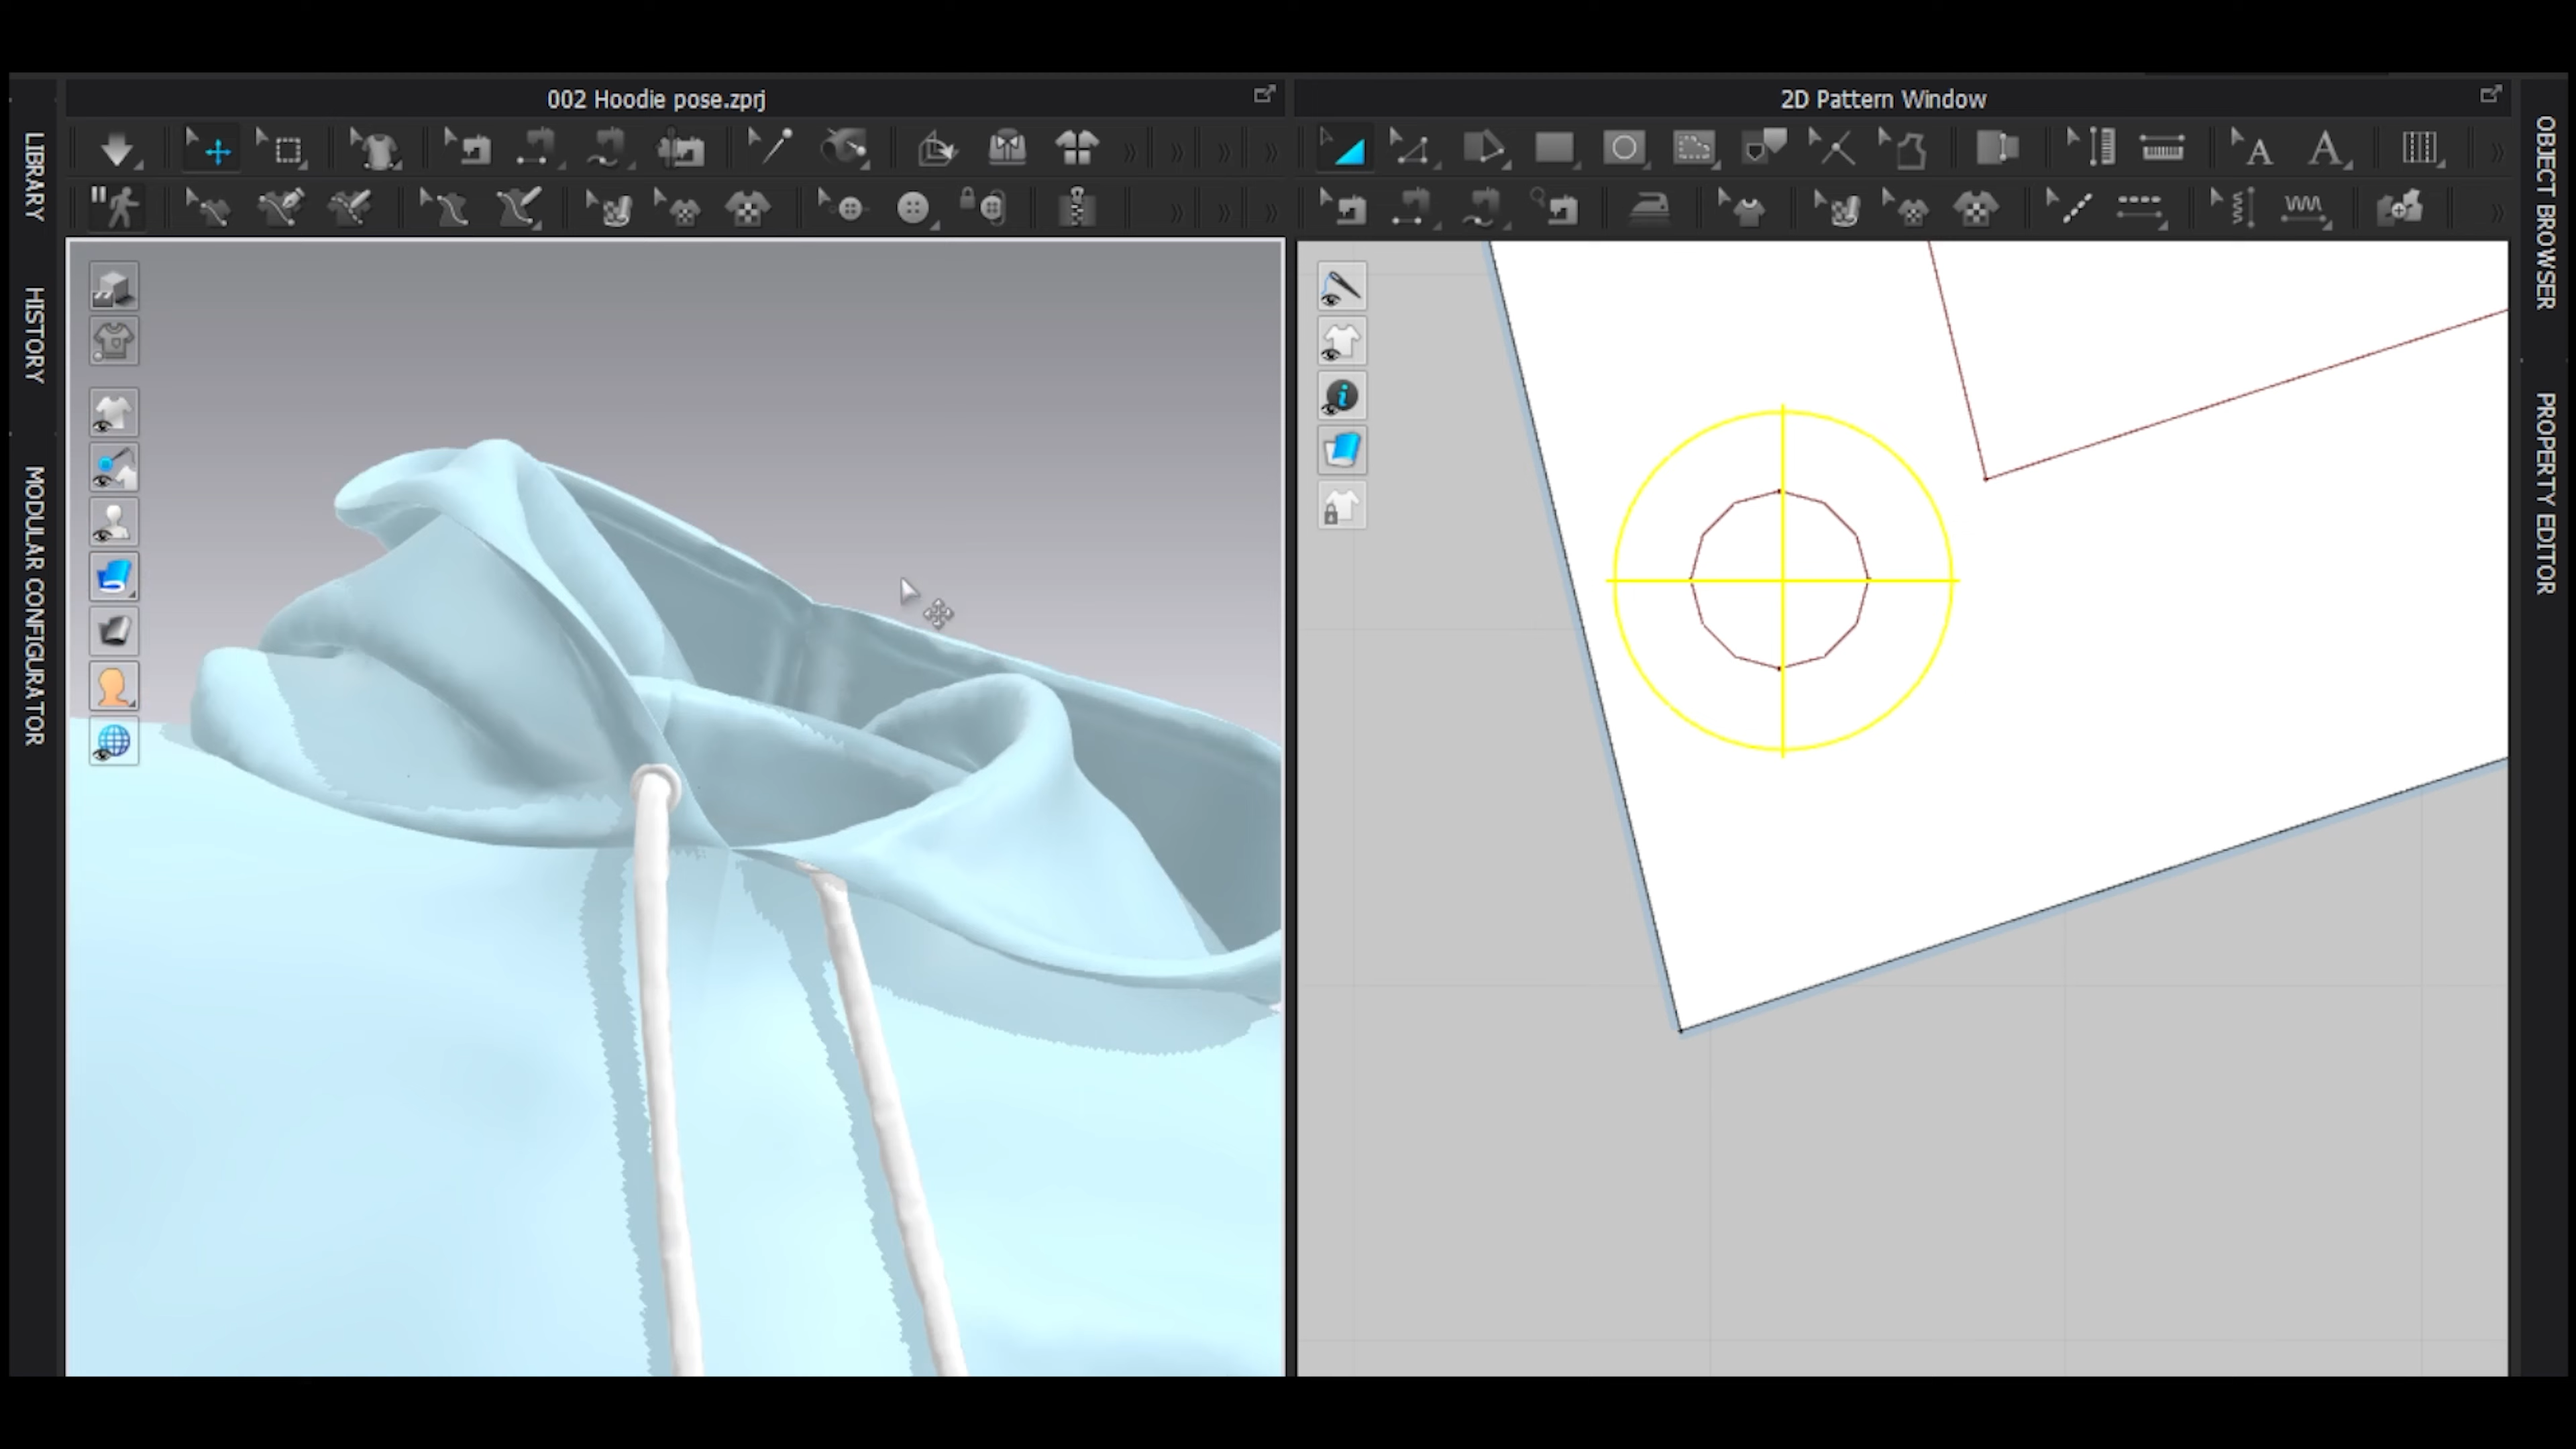 002 Hoodie pose.zprj
2D Pattern Window
LIBRARY
HISTORY
MODULAR CONFIGURATOR
OBJECT BROWSER
PROPERTY EDITOR
A
A